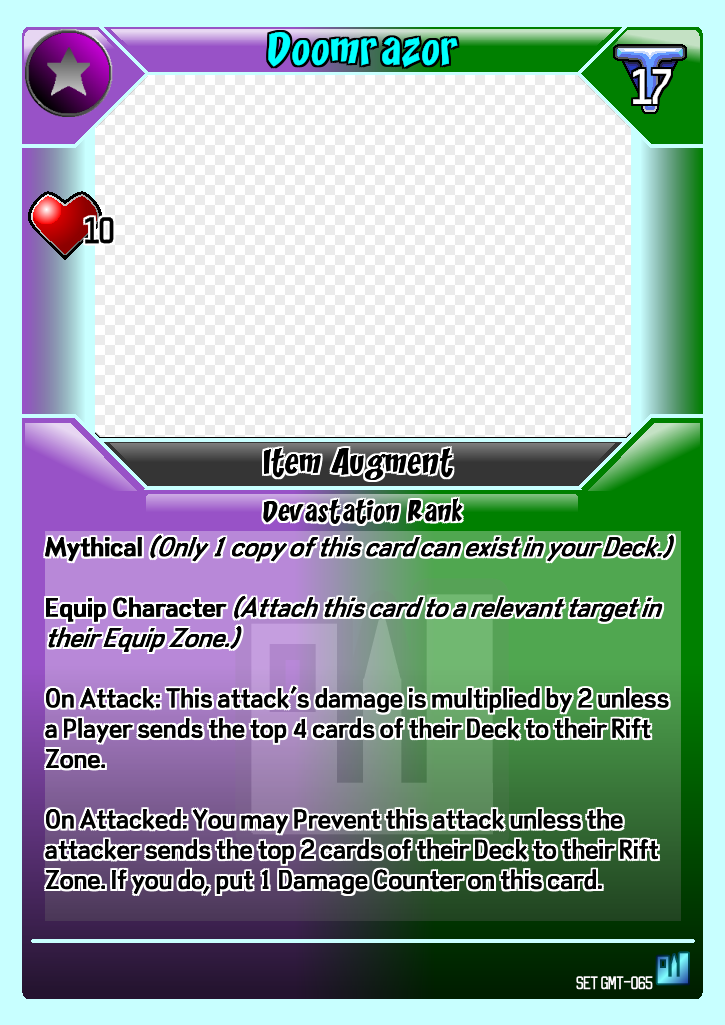 Doomrazor
17
10
Item Augment
Devastation Rank
Mythical (Only 1 copy of this card can exist in your Deck.)
Equip Character (Attach this card to a relevant target in
their Equip Zone.)
On Attack: This attack's damage is multiplied by 2 unless
a Player sends the top 4 cards of their Deck to their Rift
Zone.
On Attacked: You may Prevent this attack unless the
attacker sends the top 2 cards of their Deck to their Rift
Zone. If you do, put 1 Damage Counter on this card.
SET GMT-065